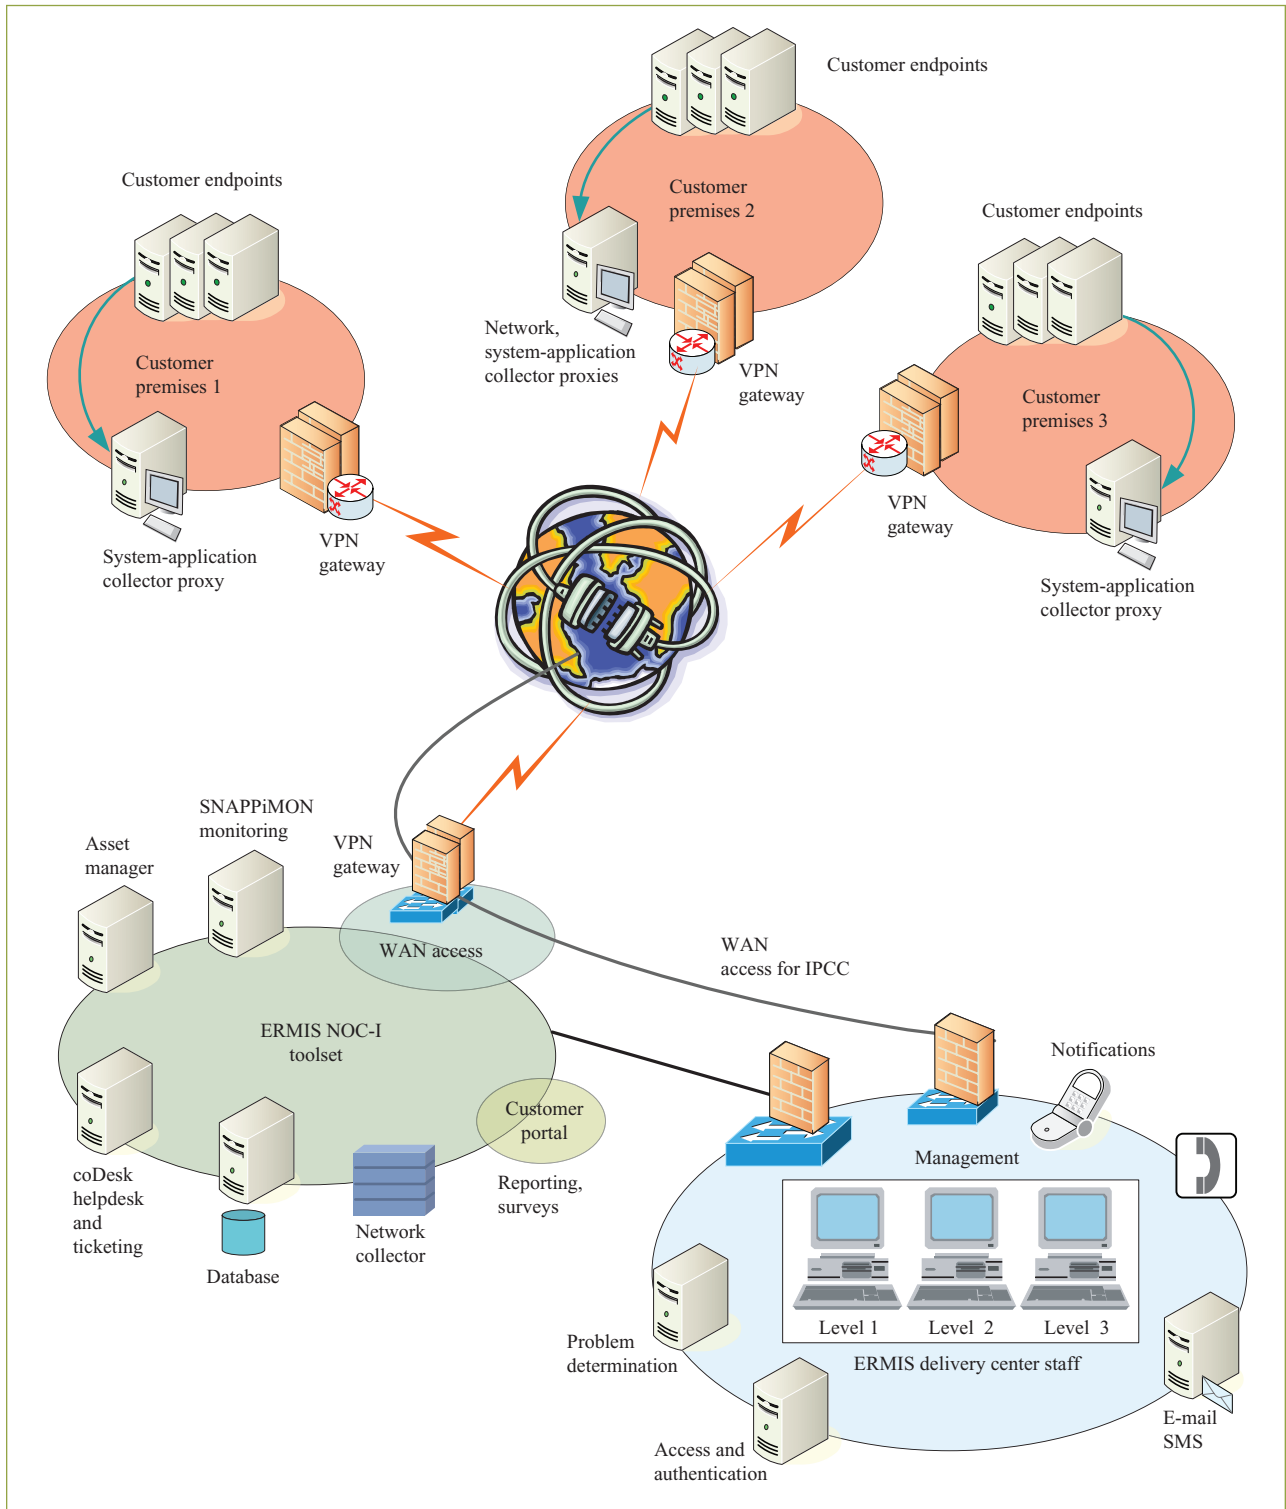 Customer endpoints
Customer
premises 2
Network,
system-application
collector proxies
VPN
gateway
Customer endpoints
Customer
premises 1
System-application
collector proxy
VPN
gateway
Customer endpoints
Customer
premises 3
VPN
gateway
System-application
collector proxy
SNAPPiMON
monitoring
Asset
manager
VPN
gateway
WAN access
WAN
access for IPCC
ERMIS NOC-I
toolset
Customer
portal
Reporting,
surveys
coDesk
helpdesk
and
ticketing
Database
Network
collector
Notifications
Management
Level 1
Level 2
Level 3
ERMIS delivery center staff
Problem
determination
Access and
authentication
E-mail
SMS